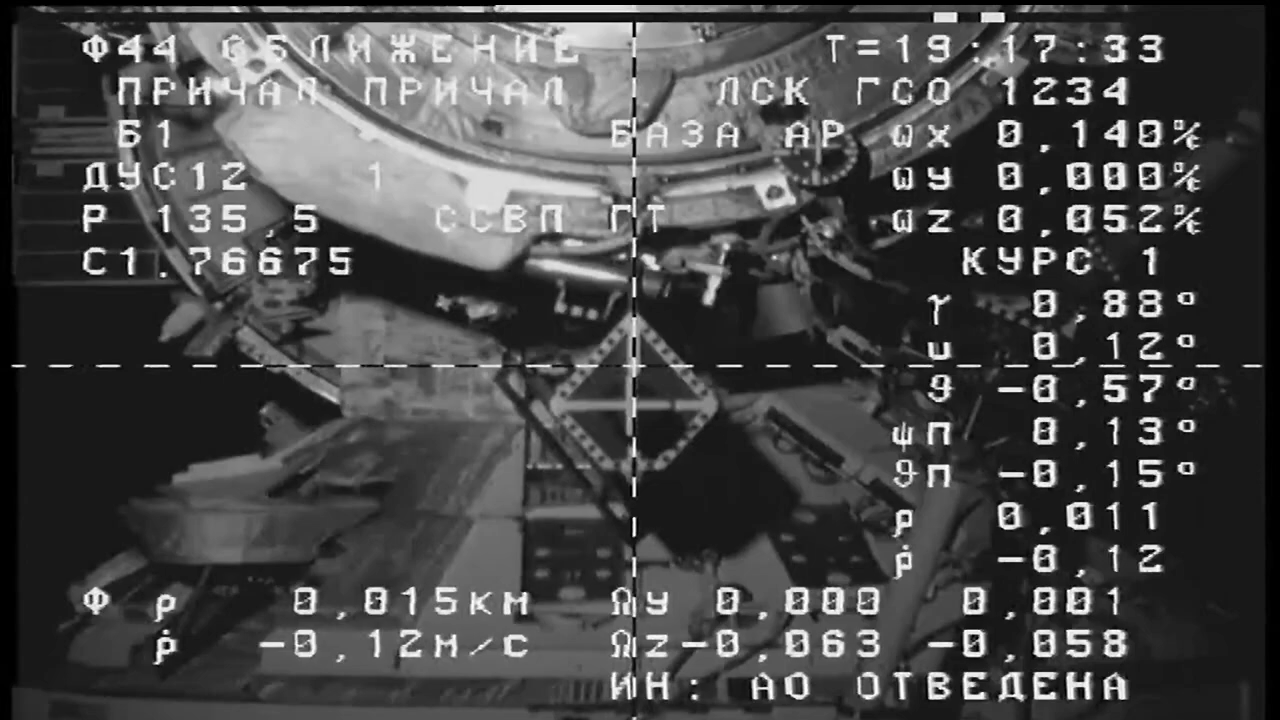 Ф44 СБЛИЖЕНИЕ Т=19:17:33
ПРИЧАЛ ПРИЧАЛ ЛСК ГСО 1234
Б1 БАЗА АР ωх 0,140°/с
ДУС12 1 ωу 0,000°/с
Р 135,5 ССВП ГТ ωz 0,052°/с
С1.76675 КУРС 1
γ 0,88°
ψ 0,12°
ϑ -0,57°
ψП 0,13°
ϑП -0,15°
ρ 0,011
ρ̇ -0,12
Ф ρ 0,015КМ Ωу 0,000 0,001
ρ̇ -0,12М/С Ωz-0,063 -0,058
ИН: АО ОТВЕДЕНА